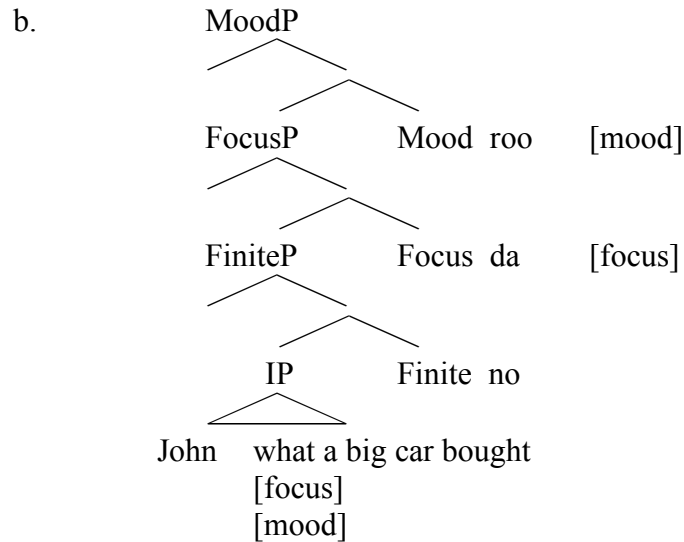 b. MoodP
FocusP Mood roo [mood]
FiniteP Focus da [focus]
IP Finite no
John what a big car bought
[focus]
[mood]